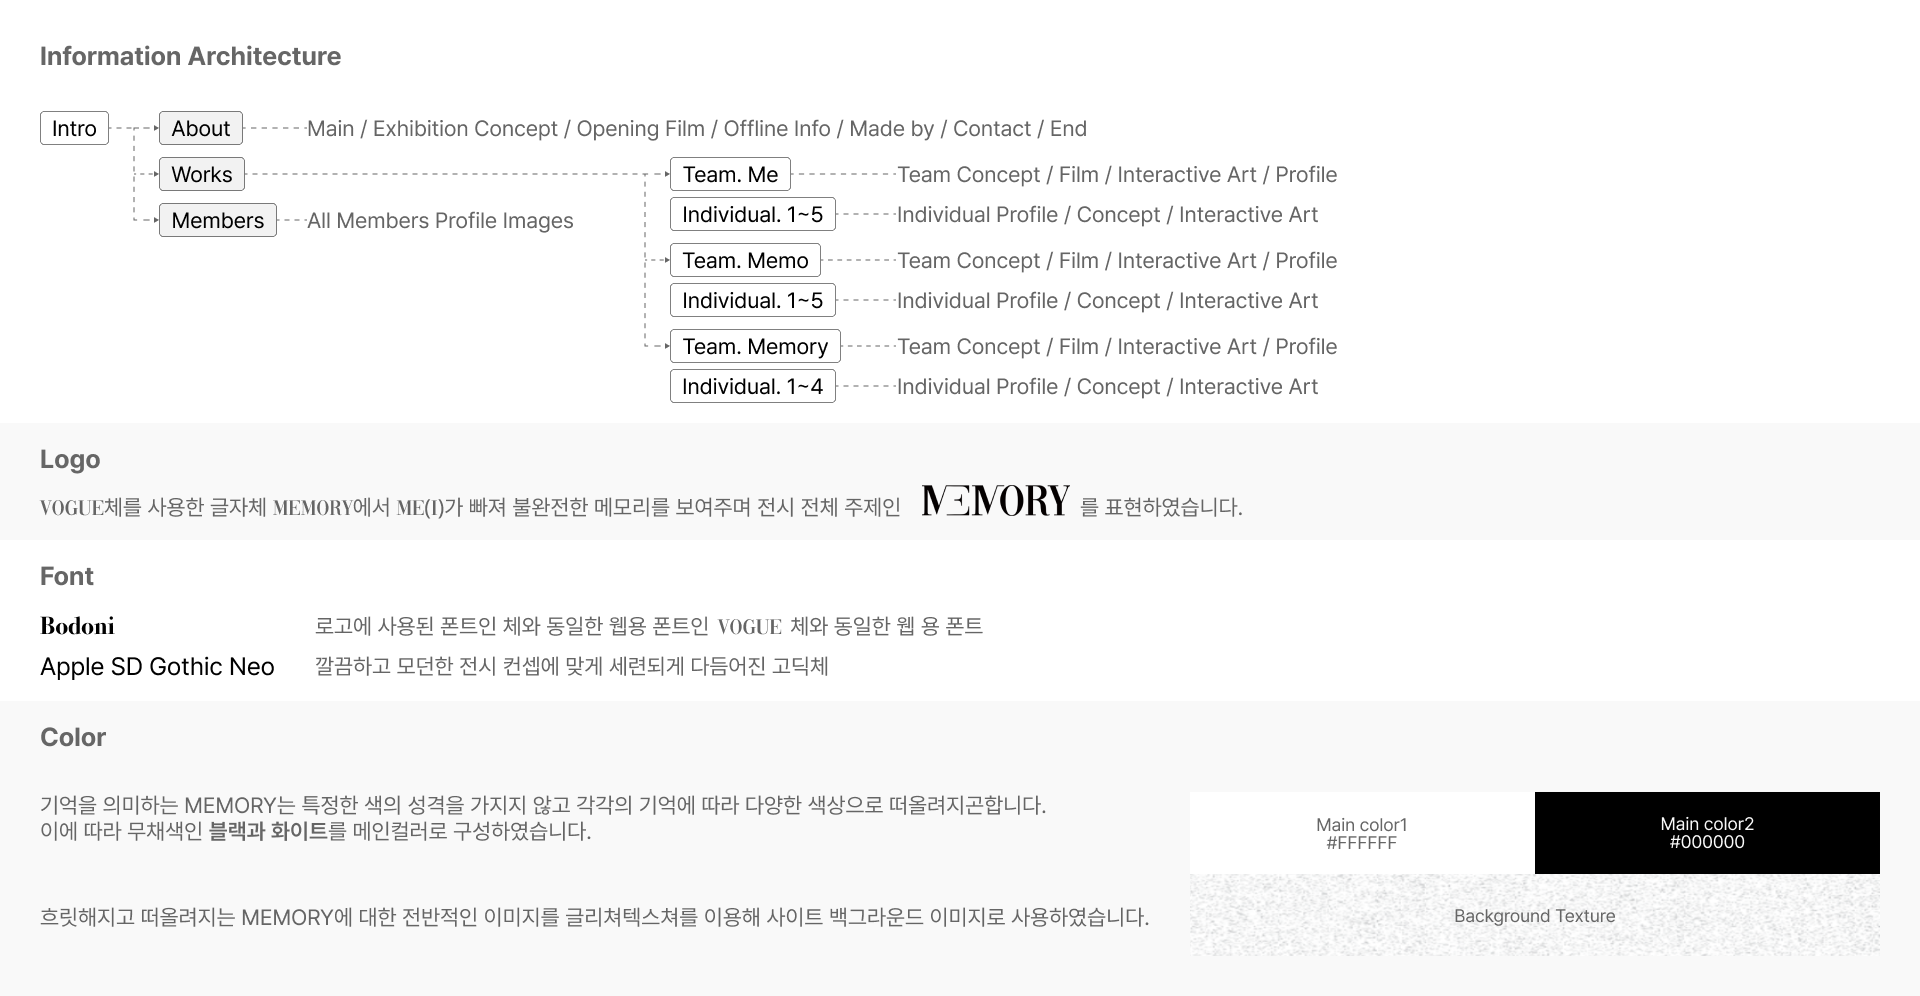 Information Architecture
Intro
About
Main / Exhibition Concept / Opening Film / Offline Info / Made by / Contact / End
Works
Team. Me
Team Concept / Film / Interactive Art / Profile
Individual. 1~5
Individual Profile / Concept / Interactive Art
Members
All Members Profile Images
Team. Memo
Team Concept / Film / Interactive Art / Profile
Individual. 1~5
Individual Profile / Concept / Interactive Art
Team. Memory
Team Concept / Film / Interactive Art / Profile
Individual. 1~4
Individual Profile / Concept / Interactive Art
Logo
VOGUE체를 사용한 글자체 MEMORY에서 ME(I)가 빠져 불완전한 메모리를 보여주며 전시 전체 주제인 MEMORY 를 표현하였습니다.
Font
Bodoni
로고에 사용된 폰트인 체와 동일한 웹용 폰트인 VOGUE 체와 동일한 웹 용 폰트
Apple SD Gothic Neo
깔끔하고 모던한 전시 컨셉에 맞게 세련되게 다듬어진 고딕체
Color
기억을 의미하는 MEMORY는 특정한 색의 성격을 가지지 않고 각각의 기억에 따라 다양한 색상으로 떠올려지곤합니다.
이에 따라 무채색인 블랙과 화이트를 메인컬러로 구성하였습니다.
Main color1
#FFFFFF
Main color2
#000000
흐릿해지고 떠올려지는 MEMORY에 대한 전반적인 이미지를 글리쳐텍스쳐를 이용해 사이트 백그라운드 이미지로 사용하였습니다.
Background Texture